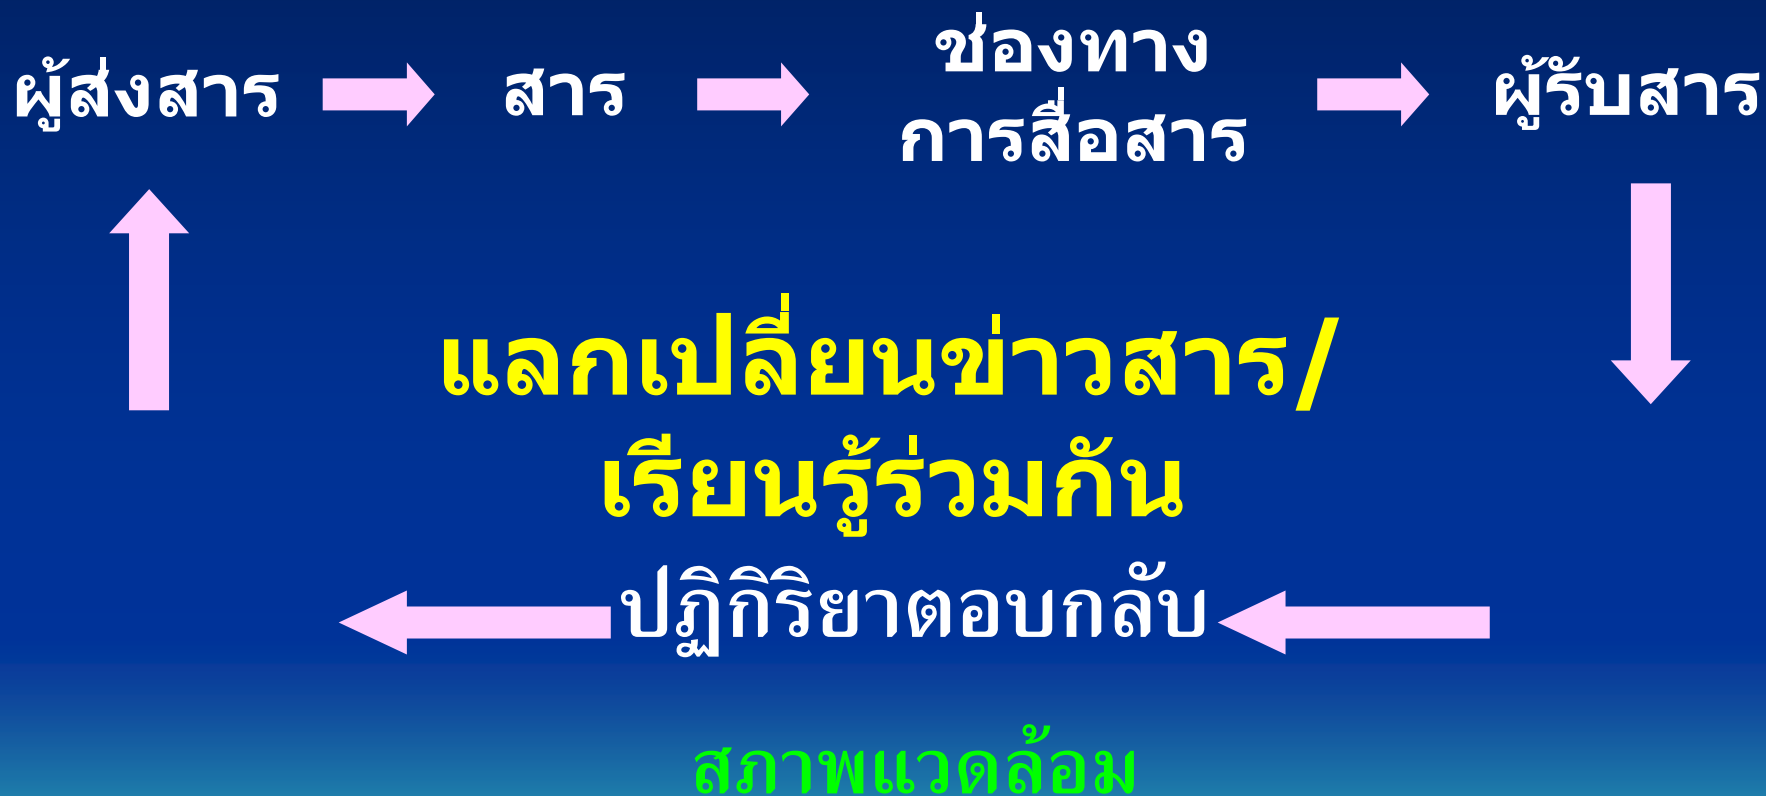 ผู้ส่งสาร สาร ช่องทาง
การสื่อสาร ผู้รับสาร
แลกเปลี่ยนข่าวสาร/
เรียนรู้ร่วมกัน
ปฏิกิริยาตอบกลับ
สภาพแวดล้อม